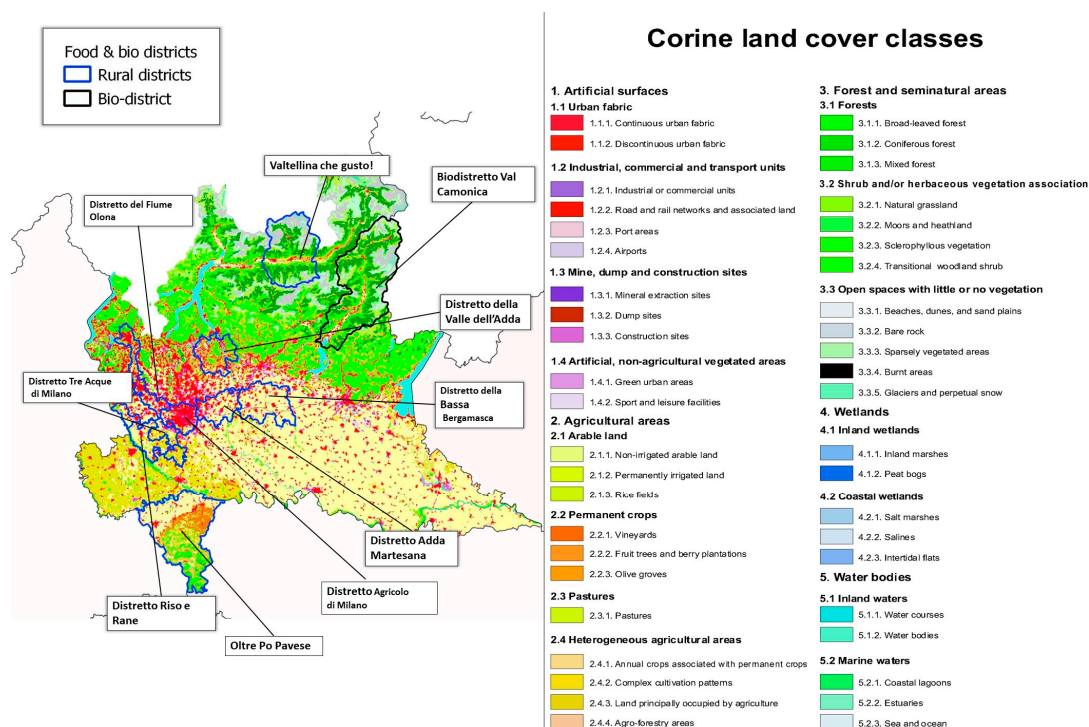 Food & bio districts
Rural districts
Bio-district
Valtellina che gusto!
Biodistretto Val
Camonica
Distretto del Fiume
Olona
Distretto della
Valle dell'Adda
Distretto Tre Acque
di Milano
Distretto della
Bassa
Bergamasca
Distretto Adda
Martesana
Distretto Agricolo
di Milano
Distretto Riso e
Rane
Oltre Po Pavese
Corine land cover classes
1. Artificial surfaces
1.1 Urban fabric
1.1.1. Continuous urban fabric
1.1.2. Discontinuous urban fabric
1.2 Industrial, commercial and transport units
1.2.1. Industrial or commercial units
1.2.2. Road and rail networks and associated land
1.2.3. Port areas
1.2.4. Airports
1.3 Mine, dump and construction sites
1.3.1. Mineral extraction sites
1.3.2. Dump sites
1.3.3. Construction sites
1.4 Artificial, non-agricultural vegetated areas
1.4.1. Green urban areas
1.4.2. Sport and leisure facilities
2. Agricultural areas
2.1 Arable land
2.1.1. Non-irrigated arable land
2.1.2. Permanently irrigated land
2.1.3. Rice fields
2.2 Permanent crops
2.2.1. Vineyards
2.2.2. Fruit trees and berry plantations
2.2.3. Olive groves
2.3 Pastures
2.3.1. Pastures
2.4 Heterogeneous agricultural areas
2.4.1. Annual crops associated with permanent crops
2.4.2. Complex cultivation patterns
2.4.3. Land principally occupied by agriculture
2.4.4. Agro-forestry areas
3. Forest and seminatural areas
3.1 Forests
3.1.1. Broad-leaved forest
3.1.2. Coniferous forest
3.1.3. Mixed forest
3.2 Shrub and/or herbaceous vegetation association
3.2.1. Natural grassland
3.2.2. Moors and heathland
3.2.3. Sclerophyllous vegetation
3.2.4. Transitional woodland shrub
3.3 Open spaces with little or no vegetation
3.3.1. Beaches, dunes, and sand plains
3.3.2. Bare rock
3.3.3. Sparsely vegetated areas
3.3.4. Burnt areas
3.3.5. Glaciers and perpetual snow
4. Wetlands
4.1 Inland wetlands
4.1.1. Inland marshes
4.1.2. Peat bogs
4.2 Coastal wetlands
4.2.1. Salt marshes
4.2.2. Salines
4.2.3. Intertidal flats
5. Water bodies
5.1 Inland waters
5.1.1. Water courses
5.1.2. Water bodies
5.2 Marine waters
5.2.1. Coastal lagoons
5.2.2. Estuaries
5.2.3. Sea and ocean